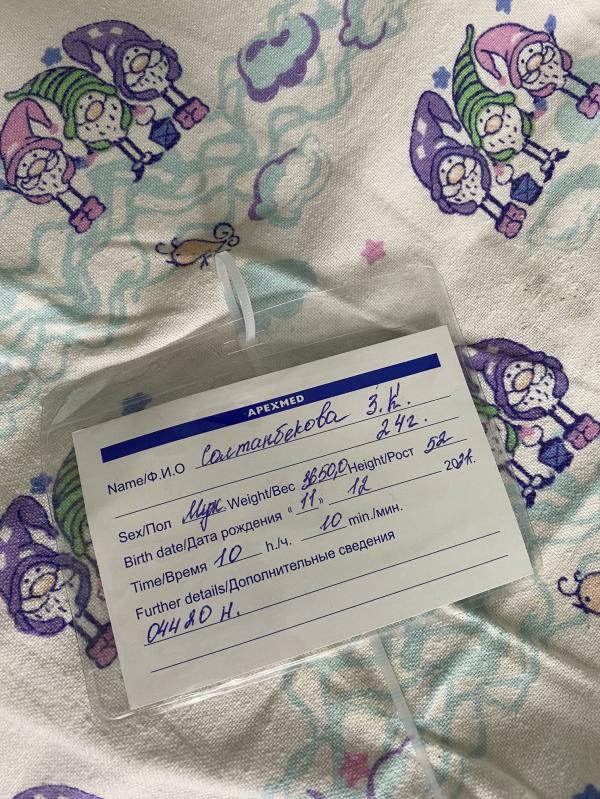 APEXMED
Name/Ф.И.О Солтанбекова З.К.
24г.
Sex/Пол Муж Weight/Вес 3650,0 Height/Рост 52
Birth date/Дата рождения "11" 12 2021г.
Time/Время 10 h./ч. 10 min./мин.
Further details/Дополнительные сведения
04420 н.